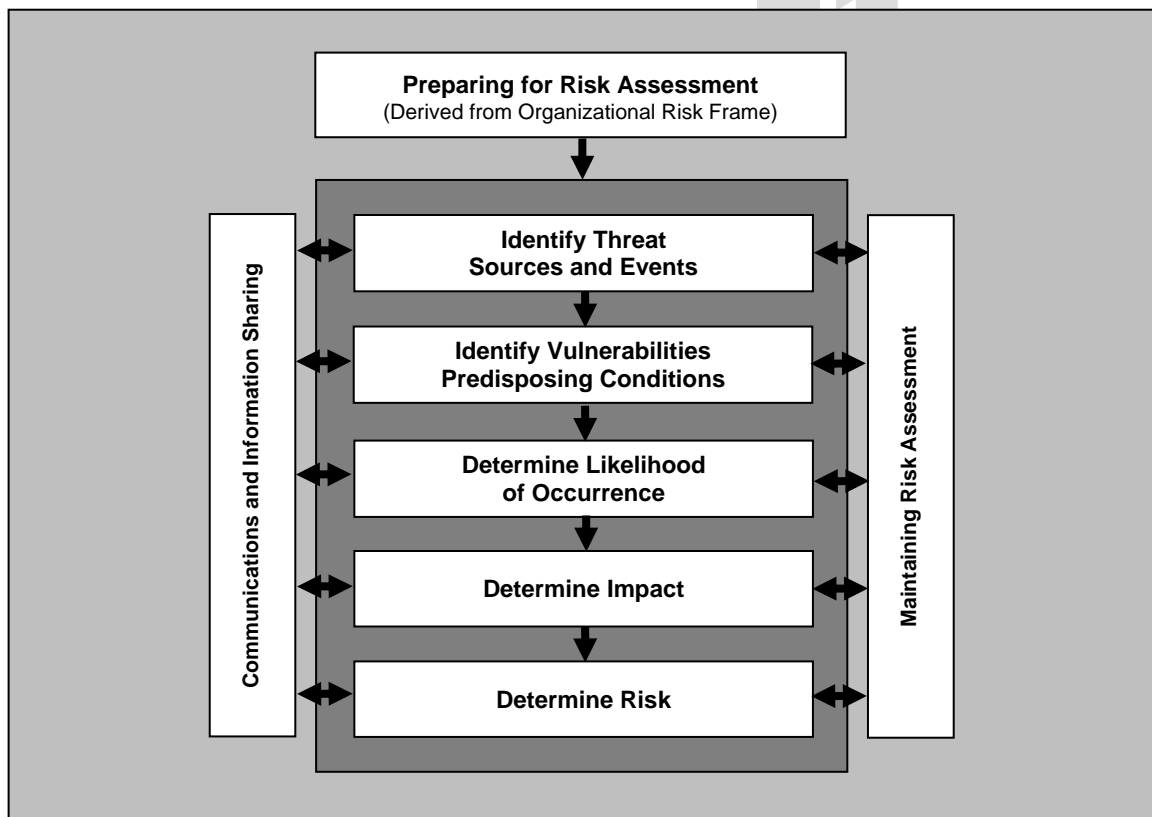 Preparing for Risk Assessment
(Derived from Organizational Risk Frame)
Identify Threat
Sources and Events
Identify Vulnerabilities
Predisposing Conditions
Determine Likelihood
of Occurrence
Determine Impact
Determine Risk
Communications and Information Sharing
Maintaining Risk Assessment